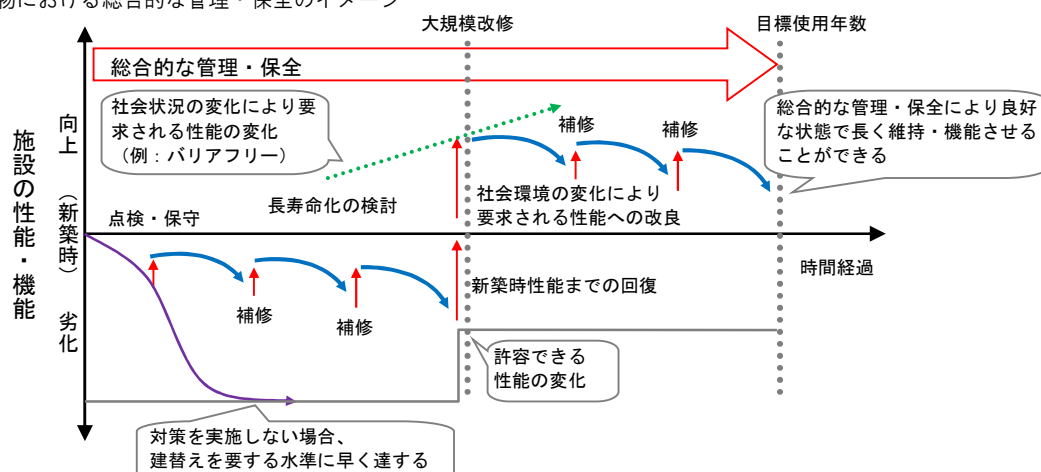 物における総合的な管理・保全のイメージ
大規模改修
目標使用年数
総合的な管理・保全
社会状況の変化により要
求される性能の変化
（例：バリアフリー）
補修
補修
総合的な管理・保全により良好
な状態で長く維持・機能させる
ことができる
施設の性能・機能
向上
（新築時）
劣化
点検・保守
長寿命化の検討
社会環境の変化により
要求される性能への改良
時間経過
補修
補修
新築時性能までの回復
許容できる
性能の変化
対策を実施しない場合、
建替えを要する水準に早く達する